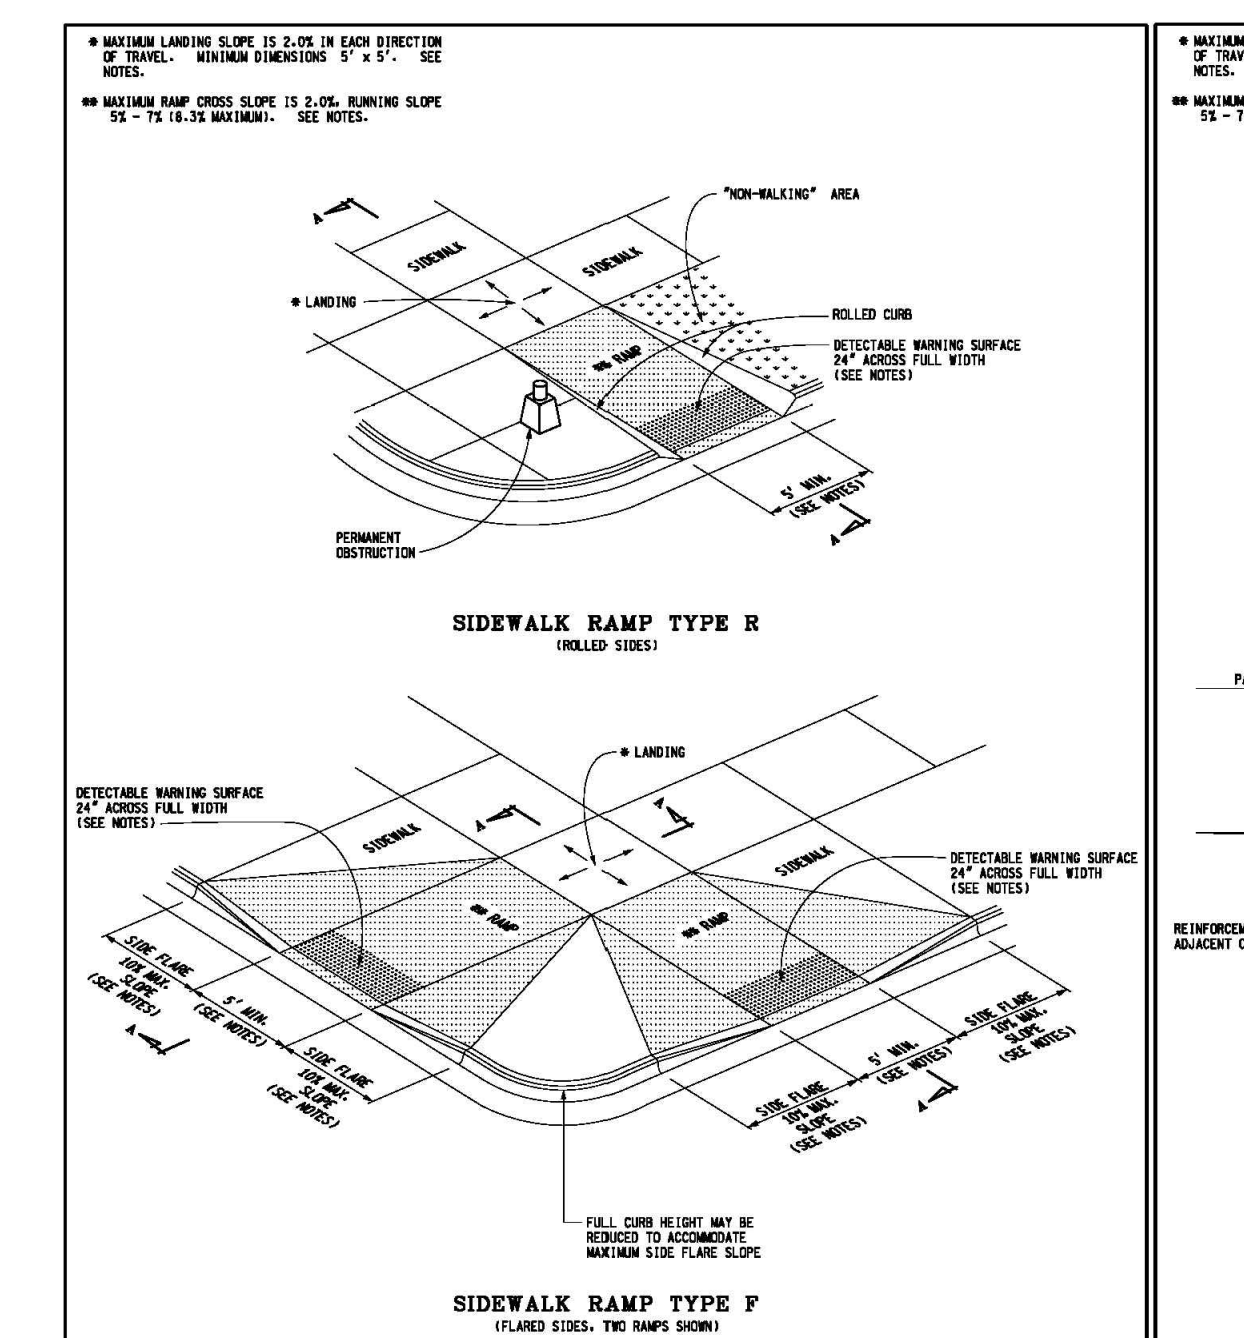 * MAXIMUM LANDING SLOPE IS 2.0% IN EACH DIRECTION
OF TRAVEL. MINIMUM DIMENSIONS 5' x 5'. SEE
NOTES.
** MAXIMUM RAMP CROSS SLOPE IS 2.0%, RUNNING SLOPE
5% - 7% (8.3% MAXIMUM). SEE NOTES.
A
"NON-WALKING" AREA
SIDEWALK
SIDEWALK
* LANDING
ROLLED CURB
DETECTABLE WARNING SURFACE
24" ACROSS FULL WIDTH
(SEE NOTES)
** RAMP
5' MIN.
(SEE NOTES)
A
PERMANENT
OBSTRUCTION
SIDEWALK RAMP TYPE R
(ROLLED SIDES)
* LANDING
DETECTABLE WARNING SURFACE
24" ACROSS FULL WIDTH
(SEE NOTES)
A
A
SIDEWALK
SIDEWALK
DETECTABLE WARNING SURFACE
24" ACROSS FULL WIDTH
(SEE NOTES)
** RAMP
** RAMP
SIDE FLARE
10% MAX.
SLOPE
(SEE NOTES)
5' MIN.
(SEE NOTES)
SIDE FLARE
10% MAX.
SLOPE
(SEE NOTES)
A
SIDE FLARE
10% MAX.
SLOPE
(SEE NOTES)
5' MIN.
(SEE NOTES)
SIDE FLARE
10% MAX.
SLOPE
(SEE NOTES)
A
FULL CURB HEIGHT MAY BE
REDUCED TO ACCOMMODATE
MAXIMUM SIDE FLARE SLOPE
SIDEWALK RAMP TYPE F
(FLARED SIDES, TWO RAMPS SHOWN)
* MAXIMUM
OF TRAV
NOTES.
** MAXIMUM
5% - 7
PA
REINFORCEM
ADJACENT C